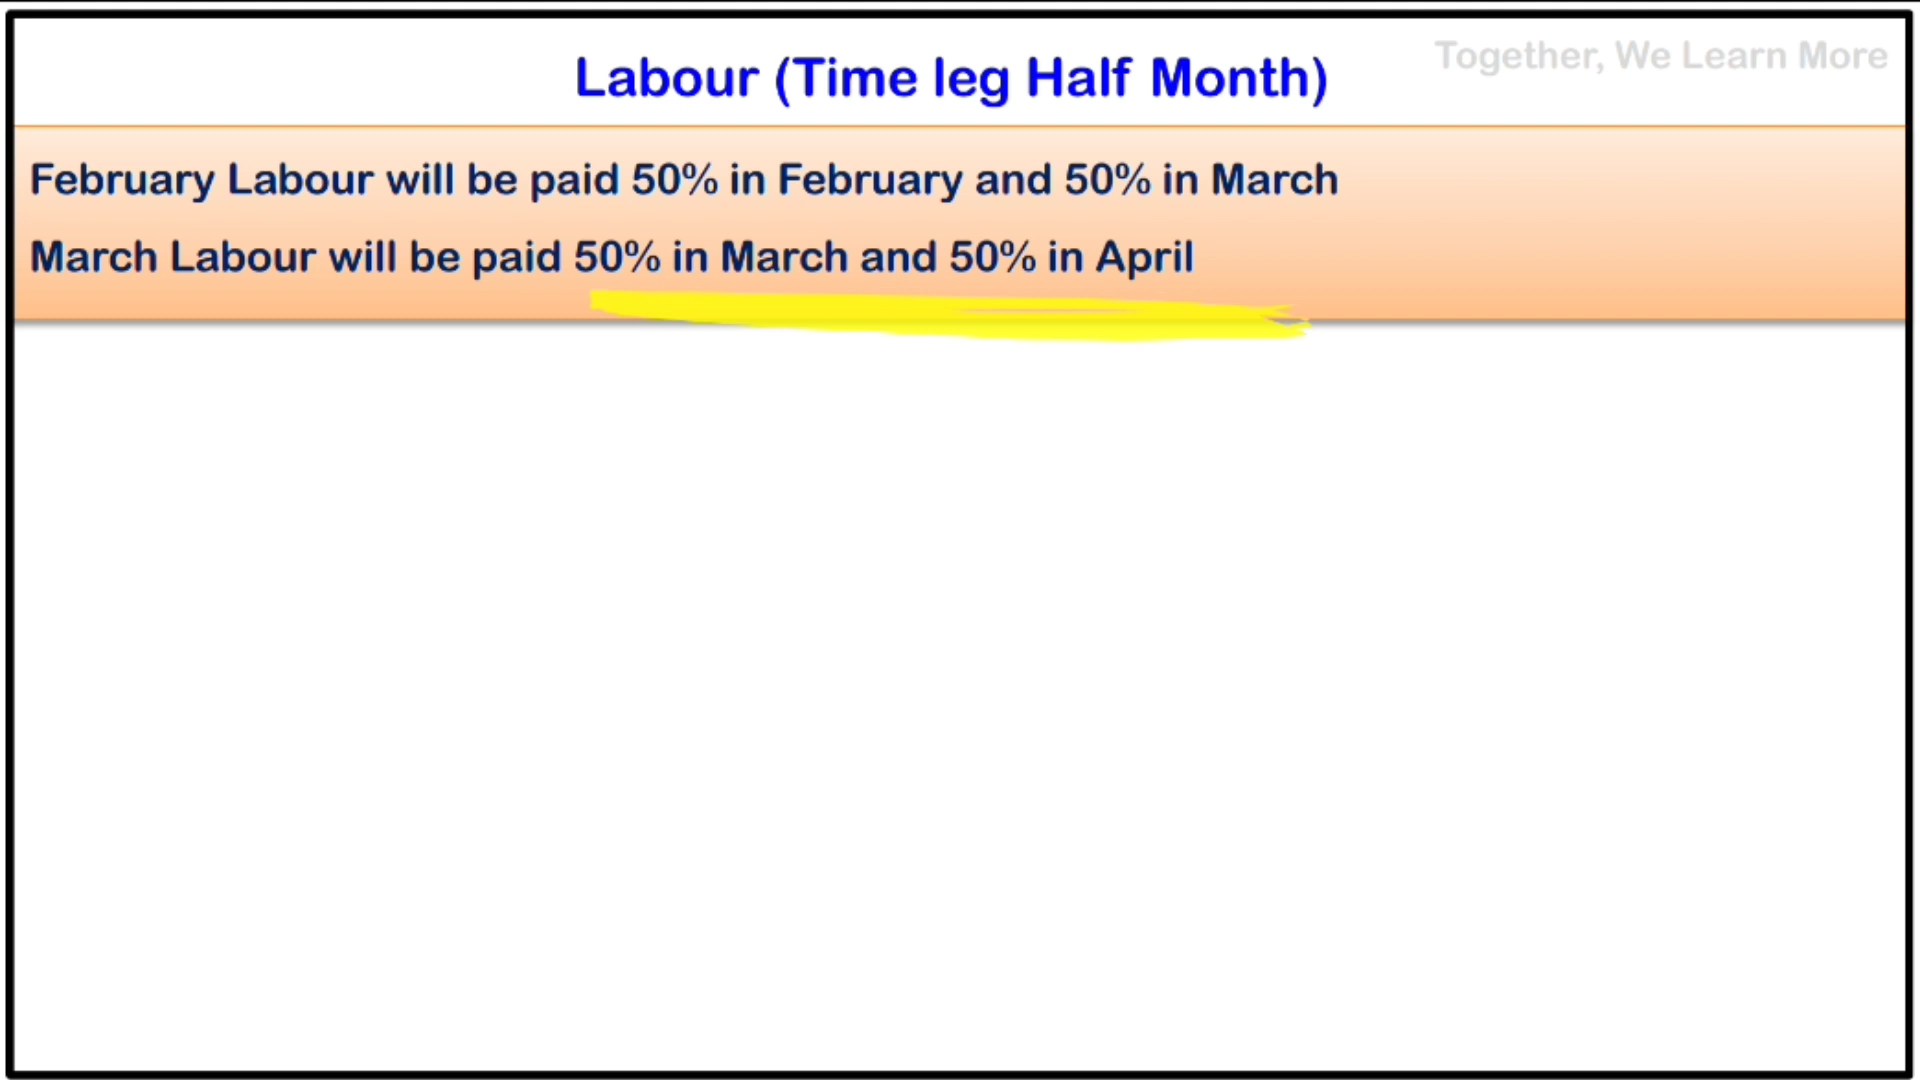 Together, We Learn More
Labour (Time leg Half Month)
February Labour will be paid 50% in February and 50% in March
March Labour will be paid 50% in March and 50% in April